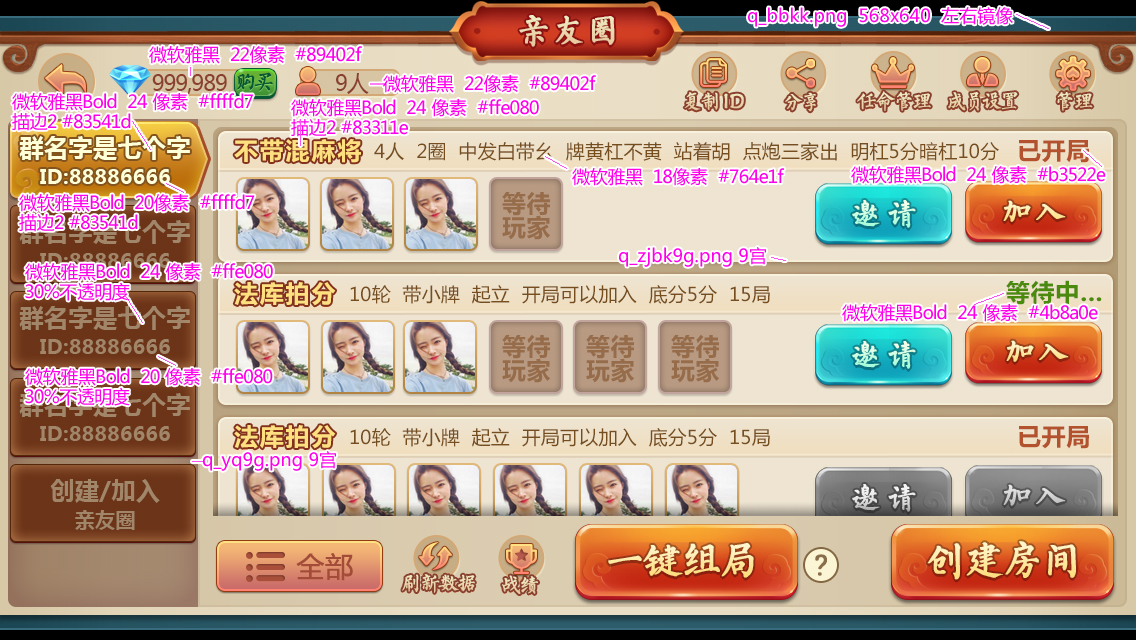 亲友圈
q_bbkk.png 568x640 左右镜像
微软雅黑 22像素 #89402f
999,989 购买
9人
微软雅黑 22像素 #89402f
复制ID
分享
任命管理
成员设置
管理
微软雅黑Bold 24 像素 #ffffd7
描边2 #83541d
群名字是七个字
ID:88886666
微软雅黑Bold 20像素 #ffffd7
描边2 #83541d
群名字是七个字
ID:88886666
微软雅黑Bold 24 像素 #ffe080
30%不透明度
群名字是七个字
ID:88886666
微软雅黑Bold 20 像素 #ffe080
30%不透明度
群名字是七个字
ID:88886666
q_yq9g.png 9宫
创建/加入
亲友圈
微软雅黑Bold 24 像素 #ffe080
描边2 #83311e
不带混麻将 4人 2圈 中发白带幺 牌黄杠不黄 站着胡 点炮三家出 明杠5分暗杠10分 已开局
微软雅黑 18像素 #764e1f
微软雅黑Bold 24 像素 #b3522e
等待
玩家
邀请 加入
q_zjbk9g.png 9宫
法库拍分 10轮 带小牌 起立 开局可以加入 底分5分 15局 等待中...
微软雅黑Bold 24 像素 #4b8a0e
等待
玩家
等待
玩家
等待
玩家
邀请 加入
法库拍分 10轮 带小牌 起立 开局可以加入 底分5分 15局 已开局
邀请 加入
全部
刷新数据
战绩
一键组局
?
创建房间